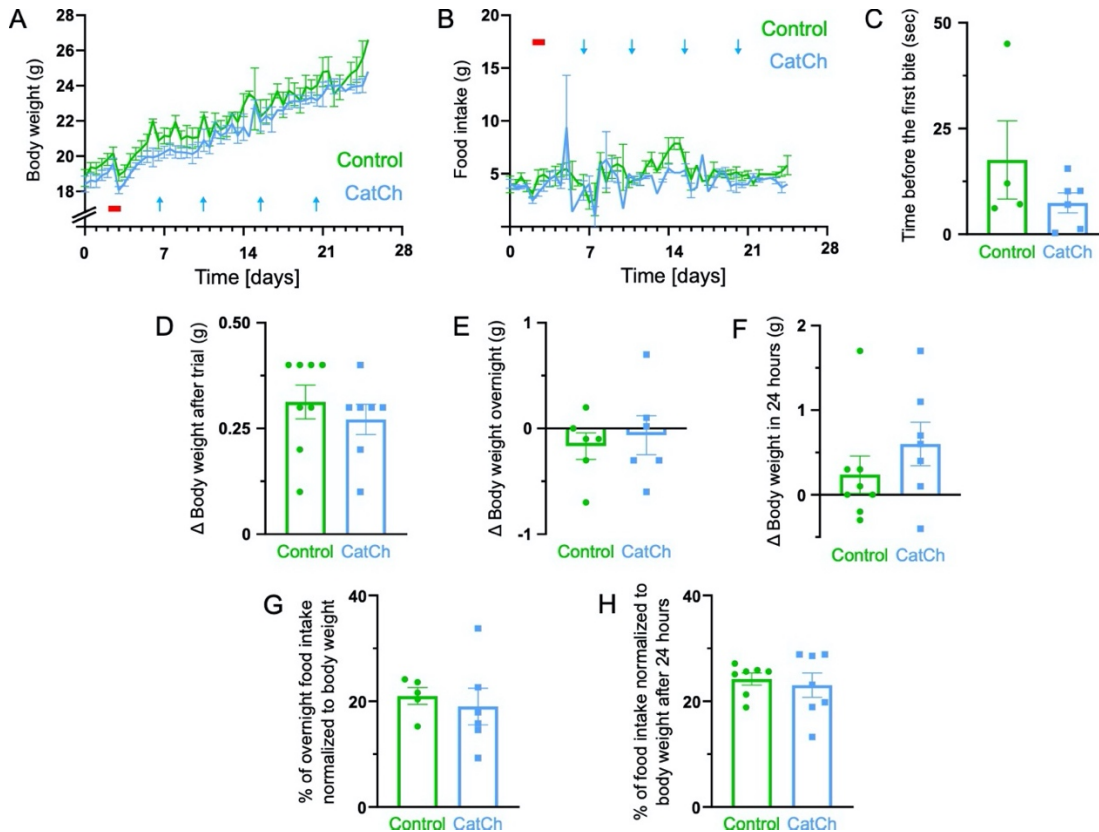 A
Body weight (g)
28
26
24
22
20
18
Control
CatCh
0
7
14
21
28
Time [days]
B
Food intake (g)
20
15
10
5
Control
CatCh
0
7
14
21
28
Time [days]
C
Time before the first bite (sec)
50
25
0
Control
CatCh
D
Δ Body weight after trial (g)
0.50
0.25
0
Control
CatCh
E
Δ Body weight overnight (g)
1
0
-1
Control
CatCh
F
Δ Body weight in 24 hours (g)
2
1
0
Control
CatCh
G
% of overnight food intake
normalized to body weight
40
20
0
Control
CatCh
H
% of food intake normalized to
body weight after 24 hours
40
20
0
Control
CatCh